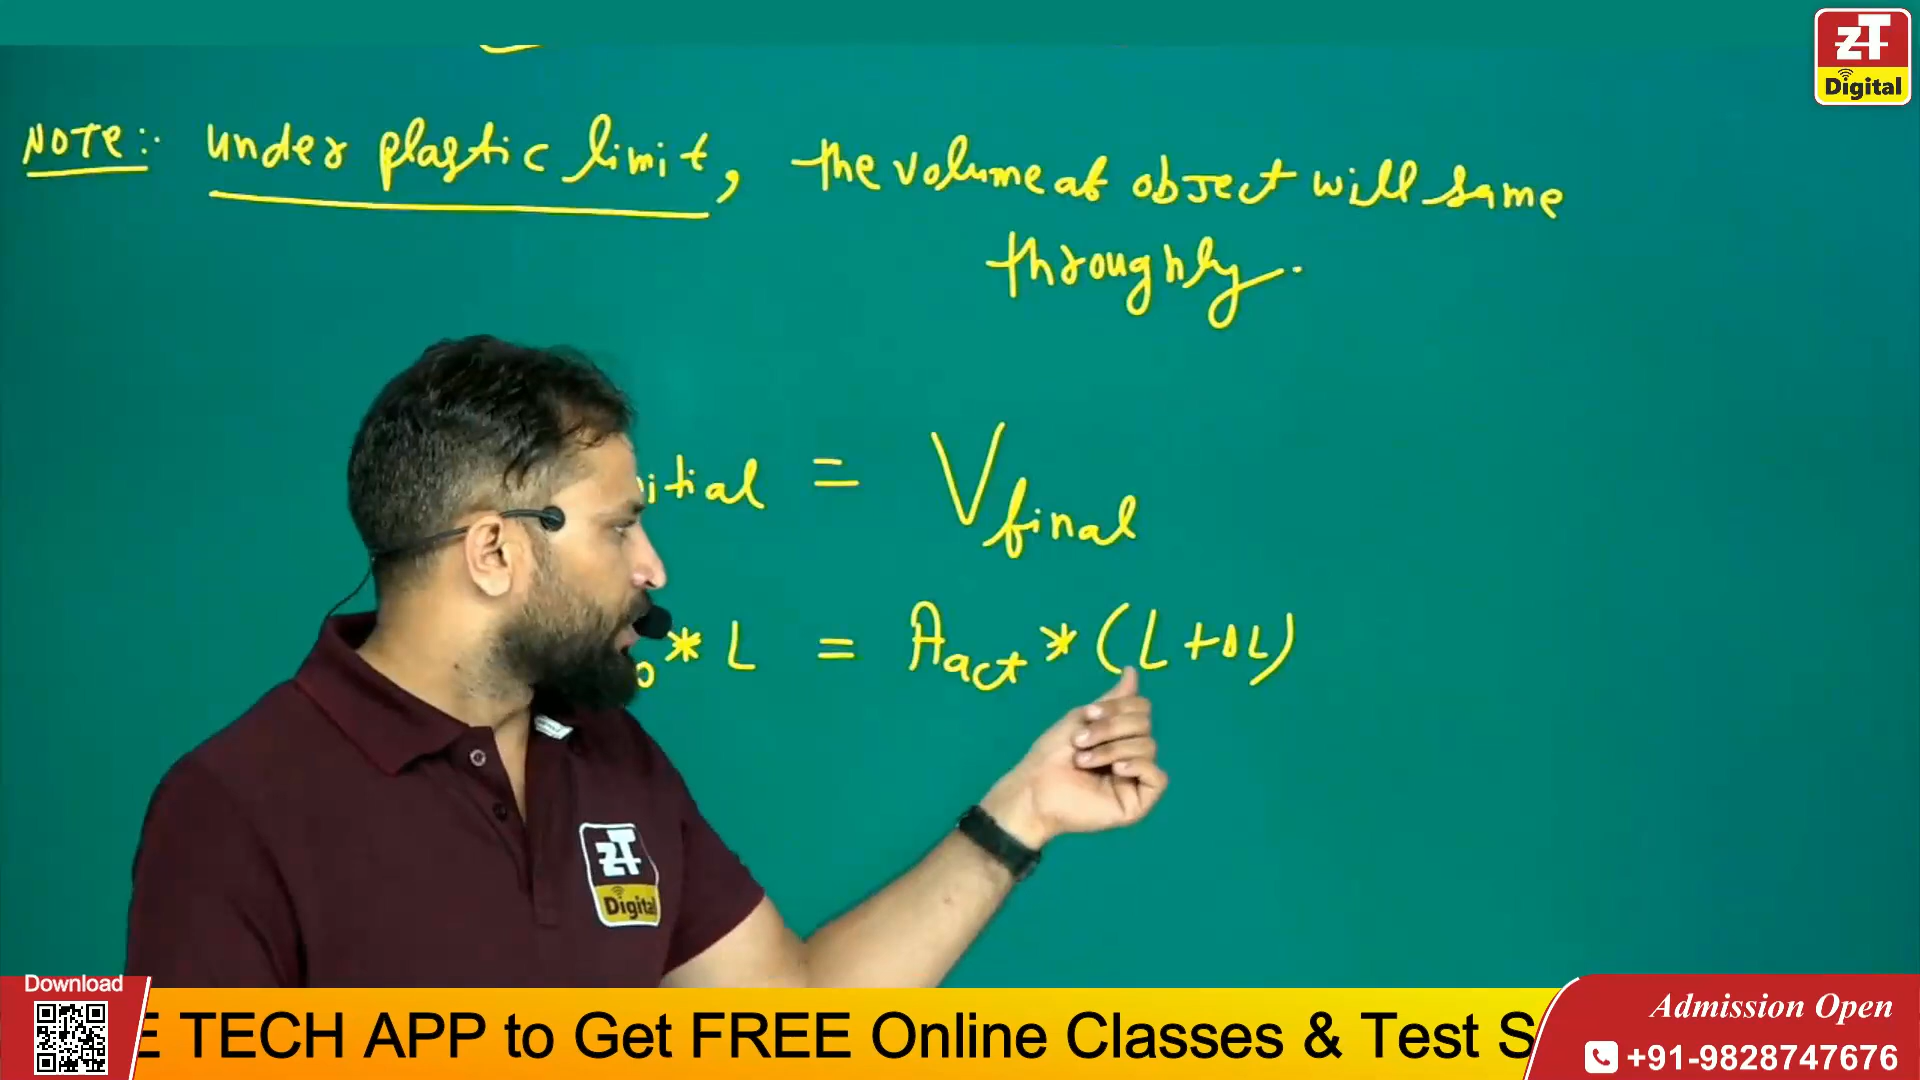 zT
Digital
NOTE:- under plastic limit, the volume of object will same
throughly.
itial = Vfinal
o * L = Aact * (L+ΔL)
zT
Digital
Download
E TECH APP to Get FREE Online Classes & Test S
Admission Open
+91-9828747676